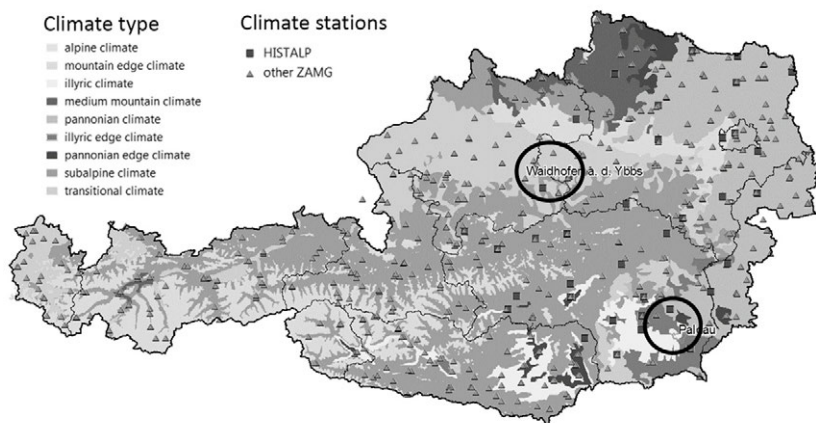 Climate type
alpine climate
mountain edge climate
illyric climate
medium mountain climate
pannonian climate
illyric edge climate
pannonian edge climate
subalpine climate
transitional climate
Climate stations
HISTALP
other ZAMG
Waidhofen a. d. Ybbs
Paldau